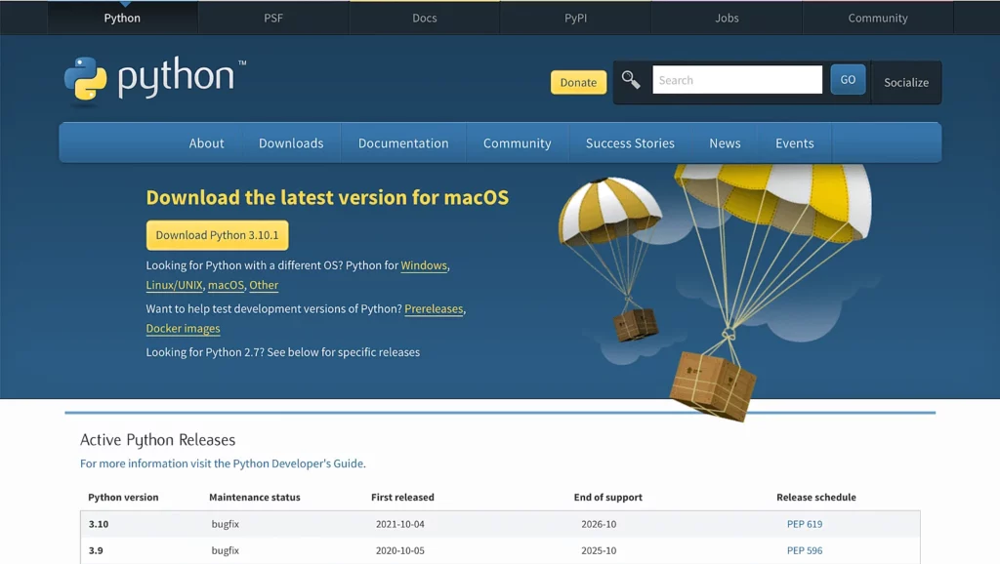 Python PSF Docs PyPI Jobs Community
python™
Donate Search GO Socialize
About Downloads Documentation Community Success Stories News Events
Download the latest version for macOS
Download Python 3.10.1
Looking for Python with a different OS? Python for Windows,
Linux/UNIX, macOS, Other
Want to help test development versions of Python? Prereleases,
Docker images
Looking for Python 2.7? See below for specific releases
Active Python Releases
For more information visit the Python Developer's Guide.
Python version Maintenance status First released End of support Release schedule
3.10 bugfix 2021-10-04 2026-10 PEP 619
3.9 bugfix 2020-10-05 2025-10 PEP 596